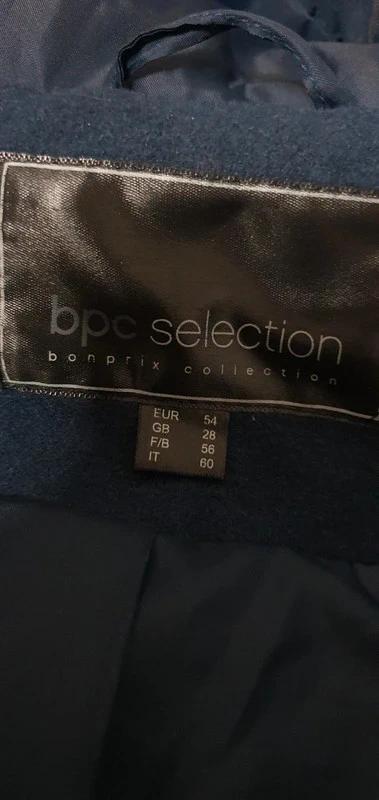 bpc selection
bonprix collection
EUR 54
GB 28
F/B 56
IT 60